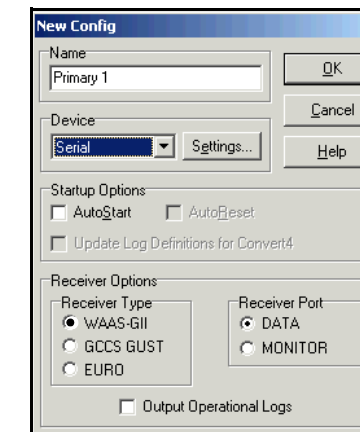 New Config
Name
Primary 1
OK
Cancel
Device
Serial
Settings...
Help
Startup Options
AutoStart
AutoReset
Update Log Definitions for Convert4
Receiver Options
Receiver Type
Receiver Port
WAAS-GII
DATA
GCCS GUST
MONITOR
EURO
Output Operational Logs